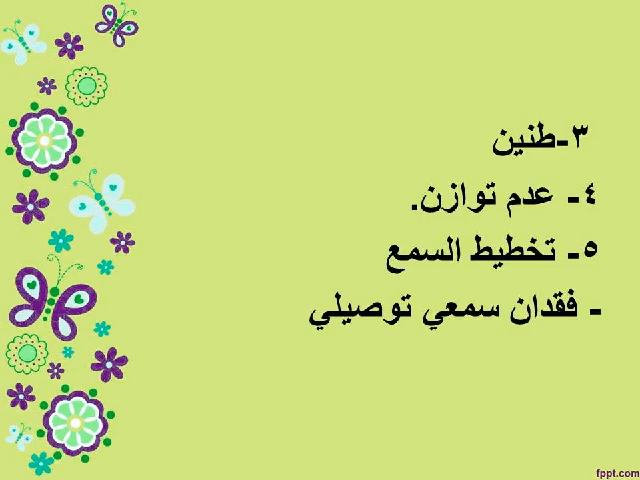 ٣-طنين
٤- عدم توازن.
٥- تخطيط السمع
- فقدان سمعي توصيلي
fppt.com